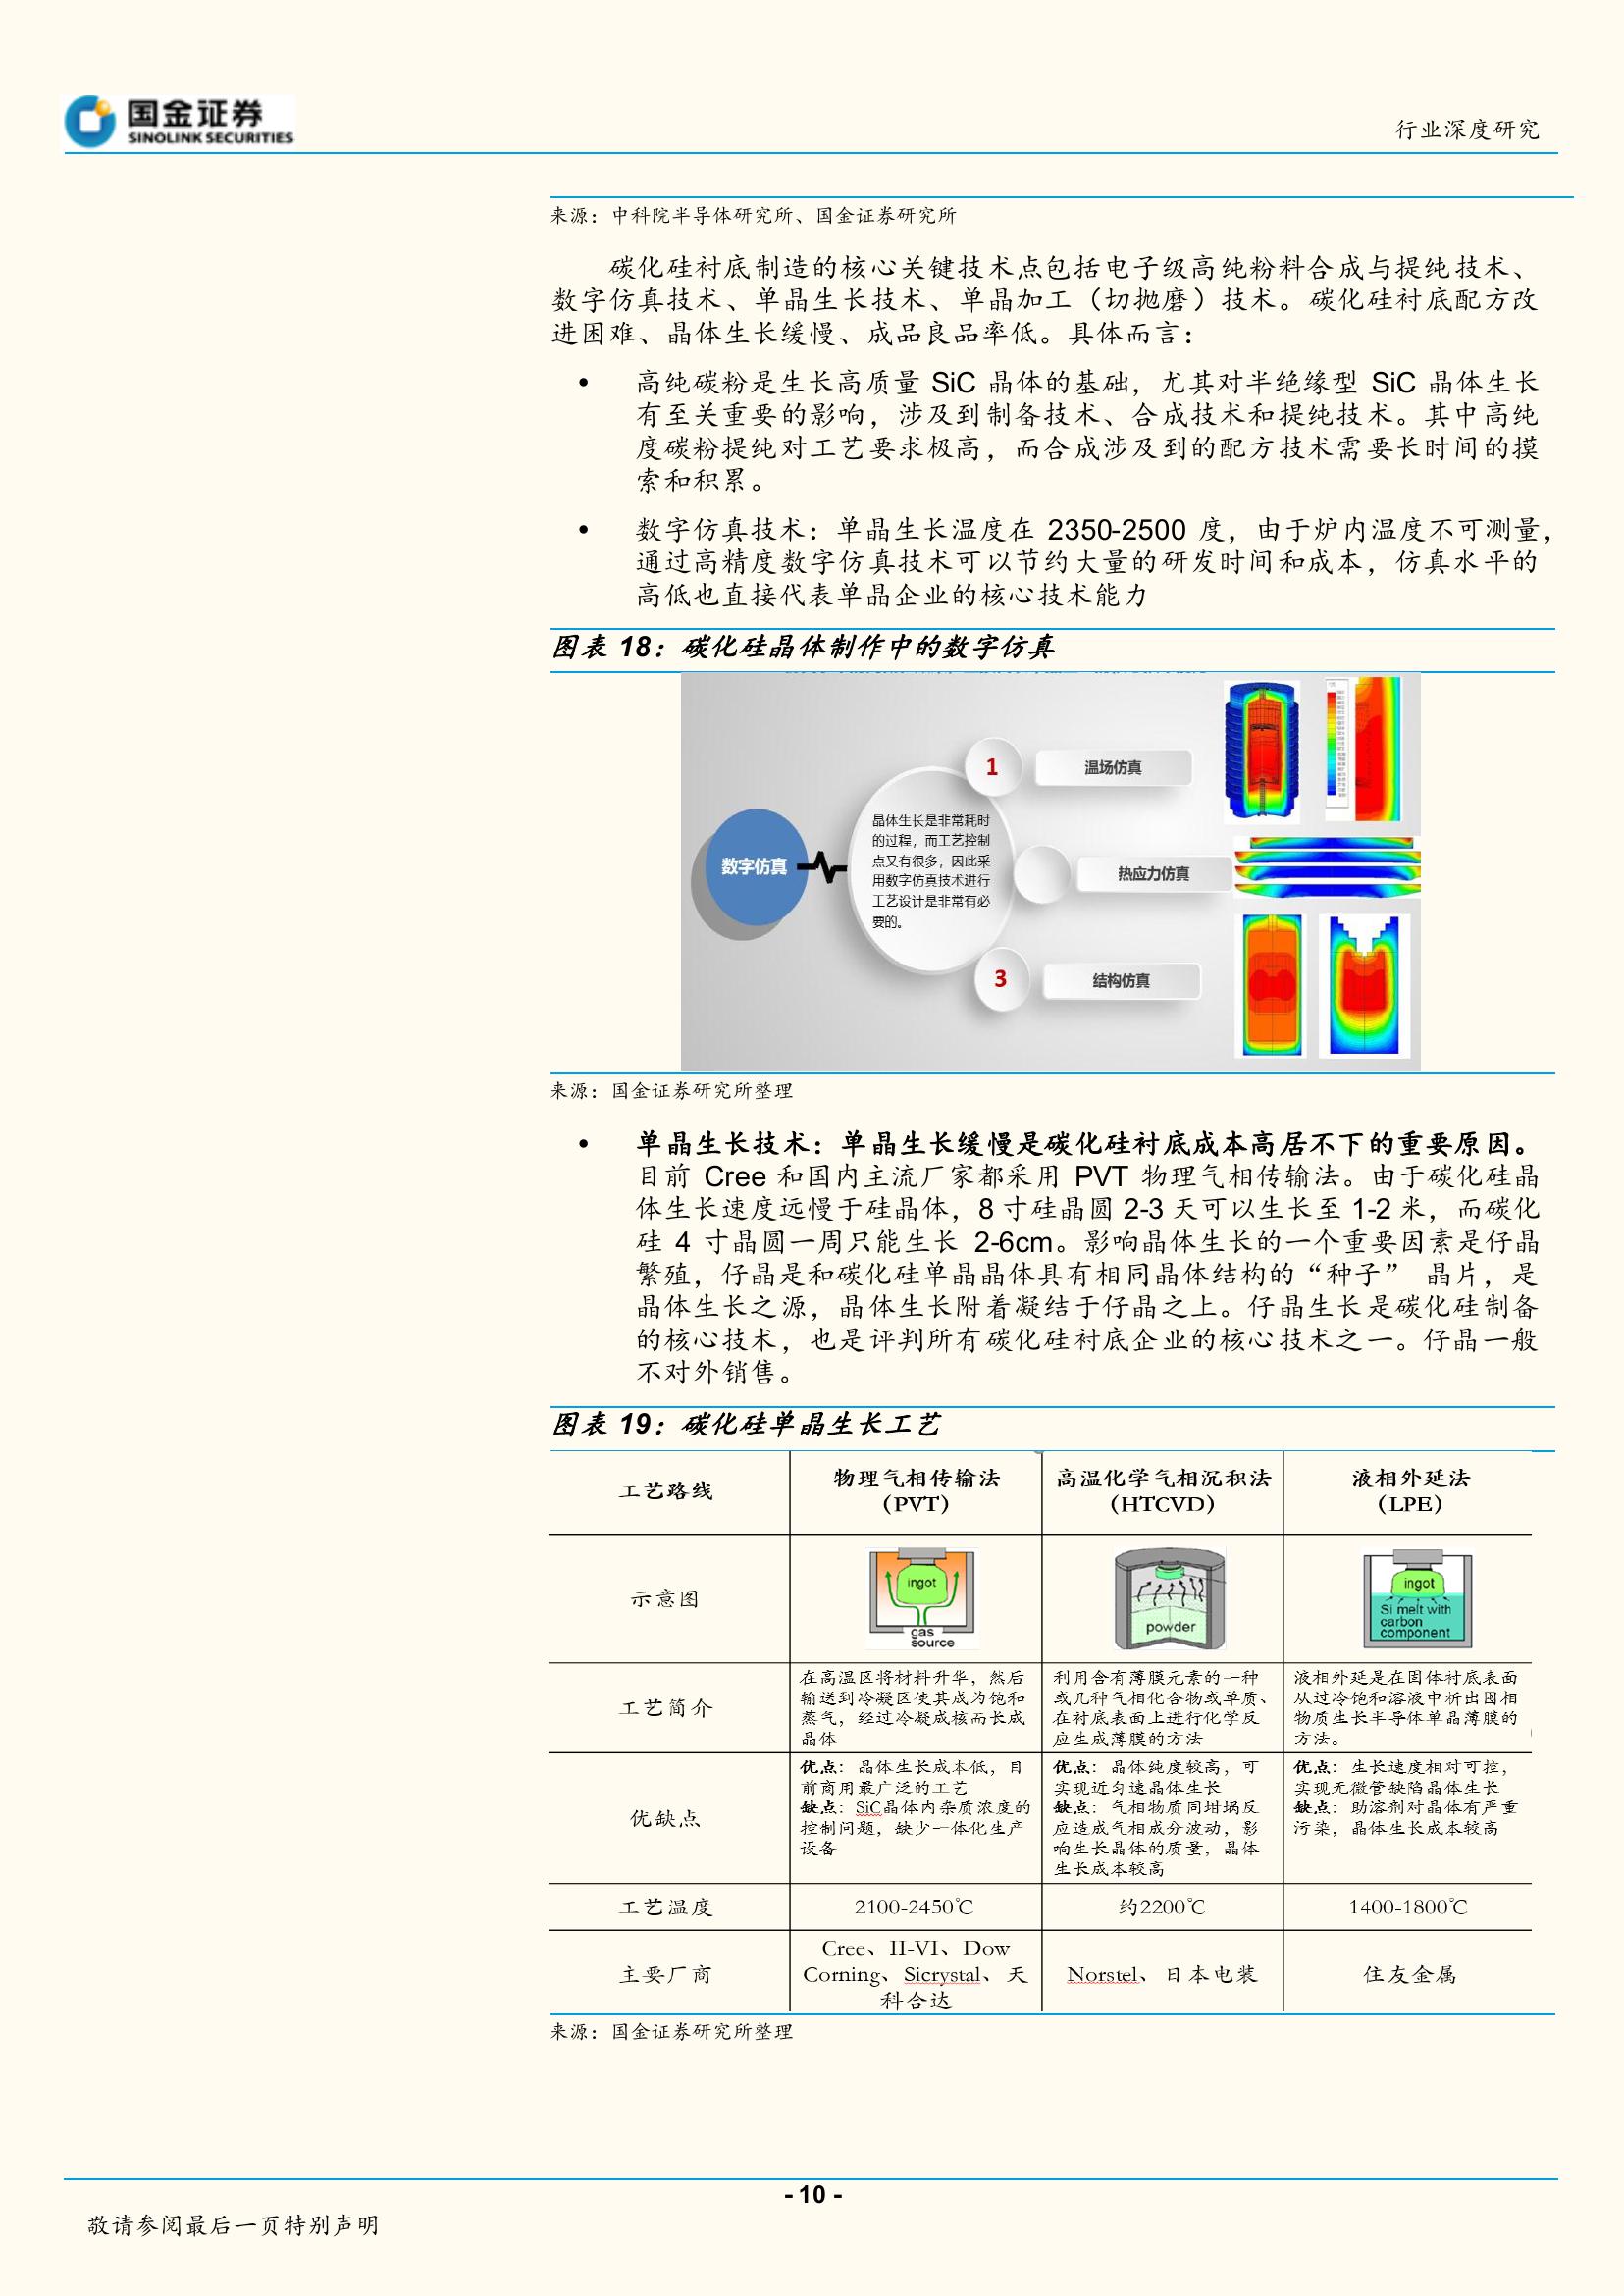 国金证券
SINOLINK SECURITIES
行业深度研究
来源：中科院半导体研究所、国金证券研究所
碳化硅衬底制造的核心关键技术点包括电子级高纯粉料合成与提纯技术、
数字仿真技术、单晶生长技术、单晶加工（切抛磨）技术。碳化硅衬底配方改
进困难、晶体生长缓慢、成品良品率低。具体而言：
• 高纯碳粉是生长高质量 SiC 晶体的基础，尤其对半绝缘型 SiC 晶体生长
有至关重要的影响，涉及到制备技术、合成技术和提纯技术。其中高纯
度碳粉提纯对工艺要求极高，而合成涉及到的配方技术需要长时间的摸
索和积累。
• 数字仿真技术：单晶生长温度在 2350-2500 度，由于炉内温度不可测量，
通过高精度数字仿真技术可以节约大量的研发时间和成本，仿真水平的
高低也直接代表单晶企业的核心技术能力
图表 18：碳化硅晶体制作中的数字仿真
数字仿真
晶体生长是非常耗时
的过程，而工艺控制
点又有很多，因此采
用数字仿真技术进行
工艺设计是非常有必
要的。
1
温场仿真
热应力仿真
3
结构仿真
来源：国金证券研究所整理
• 单晶生长技术：单晶生长缓慢是碳化硅衬底成本高居不下的重要原因。
目前 Cree 和国内主流厂家都采用 PVT 物理气相传输法。由于碳化硅晶
体生长速度远慢于硅晶体，8 寸硅晶圆 2-3 天可以生长至 1-2 米，而碳化
硅 4 寸晶圆一周只能生长 2-6cm。影响晶体生长的一个重要因素是仔晶
繁殖，仔晶是和碳化硅单晶晶体具有相同晶体结构的“种子” 晶片，是
晶体生长之源，晶体生长附着凝结于仔晶之上。仔晶生长是碳化硅制备
的核心技术，也是评判所有碳化硅衬底企业的核心技术之一。仔晶一般
不对外销售。
图表 19：碳化硅单晶生长工艺
工艺路线
物理气相传输法
（PVT）
高温化学气相沉积法
（HTCVD）
液相外延法
（LPE）
示意图
ingot
gas
source
powder
ingot
Si melt with
carbon
component
工艺简介
在高温区将材料升华，然后
输送到冷凝区使其成为饱和
蒸气，经过冷凝成核而长成
晶体
利用含有薄膜元素的一种
或几种气相化合物或单质、
在衬底表面上进行化学反
应生成薄膜的方法
液相外延是在固体衬底表面
从过冷饱和溶液中析出固相
物质生长半导体单晶薄膜的
方法。
优缺点
优点：晶体生长成本低，目
前商用最广泛的工艺
缺点：SiC晶体内杂质浓度的
控制问题，缺少一体化生产
设备
优点：晶体纯度较高，可
实现近匀速晶体生长
缺点：气相物质同坩埚反
应造成气相成分波动，影
响生长晶体的质量，晶体
生长成本较高
优点：生长速度相对可控，
实现无微管缺陷晶体生长
缺点：助溶剂对晶体有严重
污染，晶体生长成本较高
工艺温度
2100-2450℃
约2200℃
1400-1800℃
主要厂商
Cree、II-VI、Dow
Corning、Sicrystal、天
科合达
Norstel、日本电装
住友金属
来源：国金证券研究所整理
- 10 -
敬请参阅最后一页特别声明